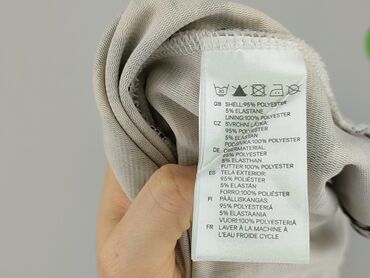 GB SHELL:95% POLYESTER
5% ELASTANE
LINING:100% POLYESTER
CZ SVRCHNÍ LÁTKA:
95% POLYESTER
5% ELASTAN
PODŠÍVKA:100% POLYESTER
DE OBERMATERIAL:
95% POLYESTER
5% ELASTHAN
FUTTER:100% POLYESTER
ES TELA EXTERIOR:
95% POLIÉSTER
5% ELASTÁN
FORRO:100% POLIÉSTER
FI PÄÄLLISKANGAS:
95% POLYESTERIÄ
5% ELASTAANIA
VUORI:100% POLYESTERIÄ
FR LAVER À LA MACHINE À
L'EAU FROIDE CYCLE